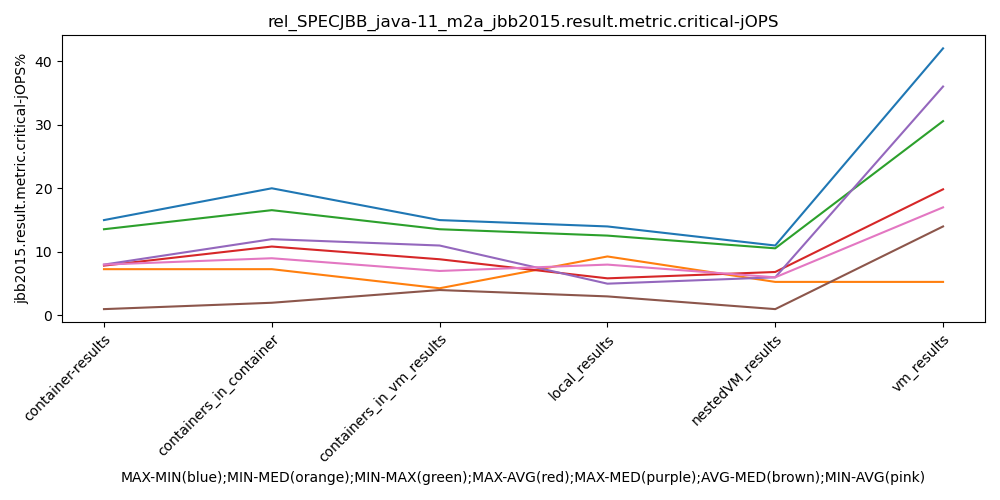 rel_SPECJBB_java-11_m2a_jbb2015.result.metric.critical-jOPS
jbb2015.result.metric.critical-jOPS%
40
30
20
10
0
container-results
containers_in_container
containers_in_vm_results
local_results
nestedVM_results
vm_results
MAX-MIN(blue);MIN-MED(orange);MIN-MAX(green);MAX-AVG(red);MAX-MED(purple);AVG-MED(brown);MIN-AVG(pink)